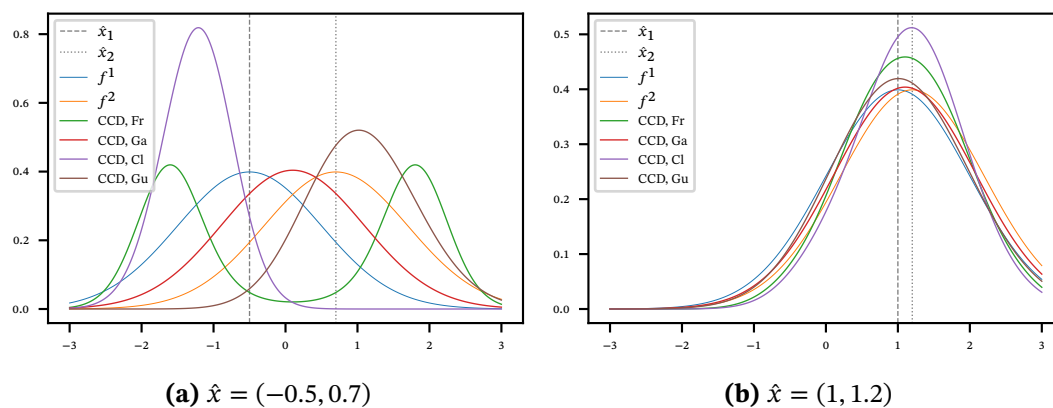 0.8
0.6
0.4
0.2
0.0
−3 −2 −1 0 1 2 3
x̂₁
x̂₂
f¹
f²
CCD, Fr
CCD, Ga
CCD, Cl
CCD, Gu
(a) x̂ = (−0.5, 0.7)
0.5
0.4
0.3
0.2
0.1
0.0
−3 −2 −1 0 1 2 3
x̂₁
x̂₂
f¹
f²
CCD, Fr
CCD, Ga
CCD, Cl
CCD, Gu
(b) x̂ = (1, 1.2)